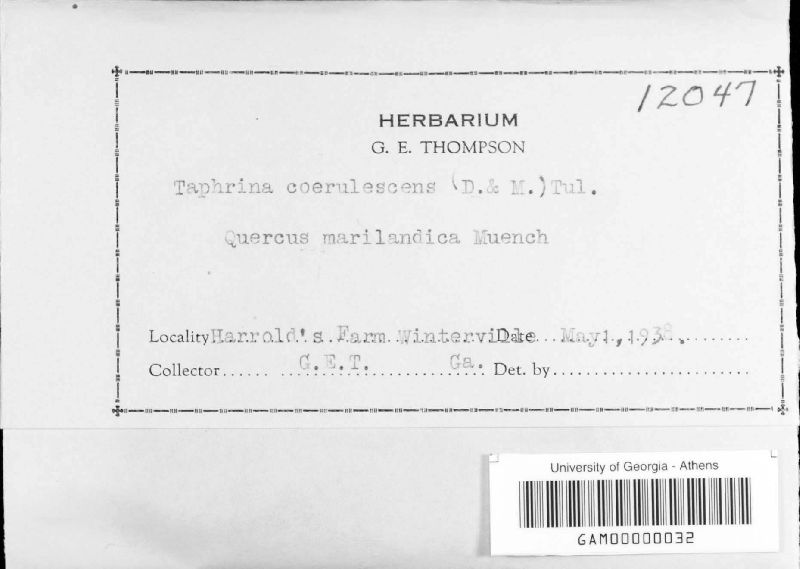 12047
HERBARIUM
G. E. THOMPSON
Taphrina coerulescens (D.& M.)Tul.
Quercus marilandica Muench
Locality Harrold's Farm Winterville Date May 1, 1938.
Collector G.E.T. Ga. Det. by
University of Georgia - Athens
GAM00000032